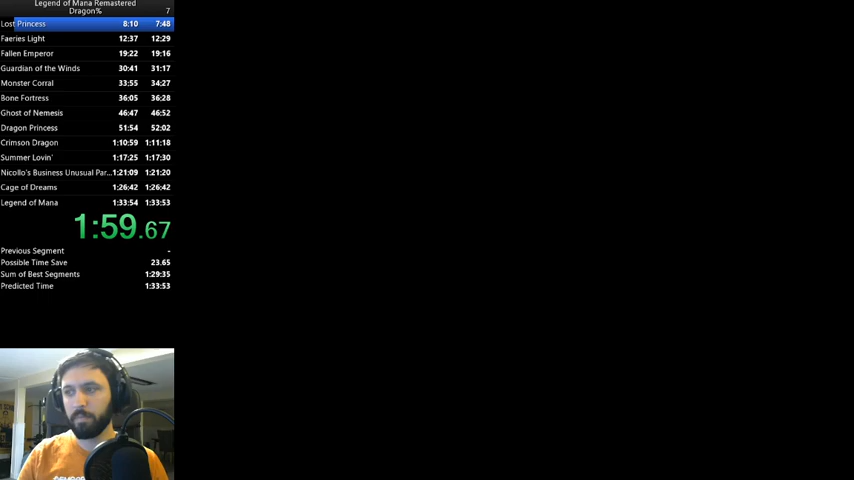 Legend of Mana Remastered
Dragon% 7
Lost Princess 8:10 7:48
Faeries Light 12:37 12:29
Fallen Emperor 19:22 19:16
Guardian of the Winds 30:41 31:17
Monster Corral 33:55 34:27
Bone Fortress 36:05 36:28
Ghost of Nemesis 46:47 46:52
Dragon Princess 51:54 52:02
Crimson Dragon 1:10:59 1:11:18
Summer Lovin' 1:17:25 1:17:30
Nicollo's Business Unusual Par... 1:21:09 1:21:20
Cage of Dreams 1:26:42 1:26:42
Legend of Mana 1:33:54 1:33:53
1:59.67
Previous Segment -
Possible Time Save 23.65
Sum of Best Segments 1:29:35
Predicted Time 1:33:53